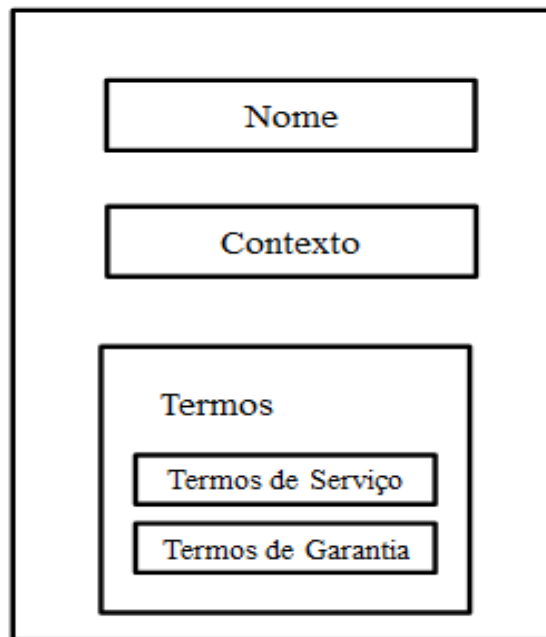 Nome
Contexto
Termos
Termos de Serviço
Termos de Garantia